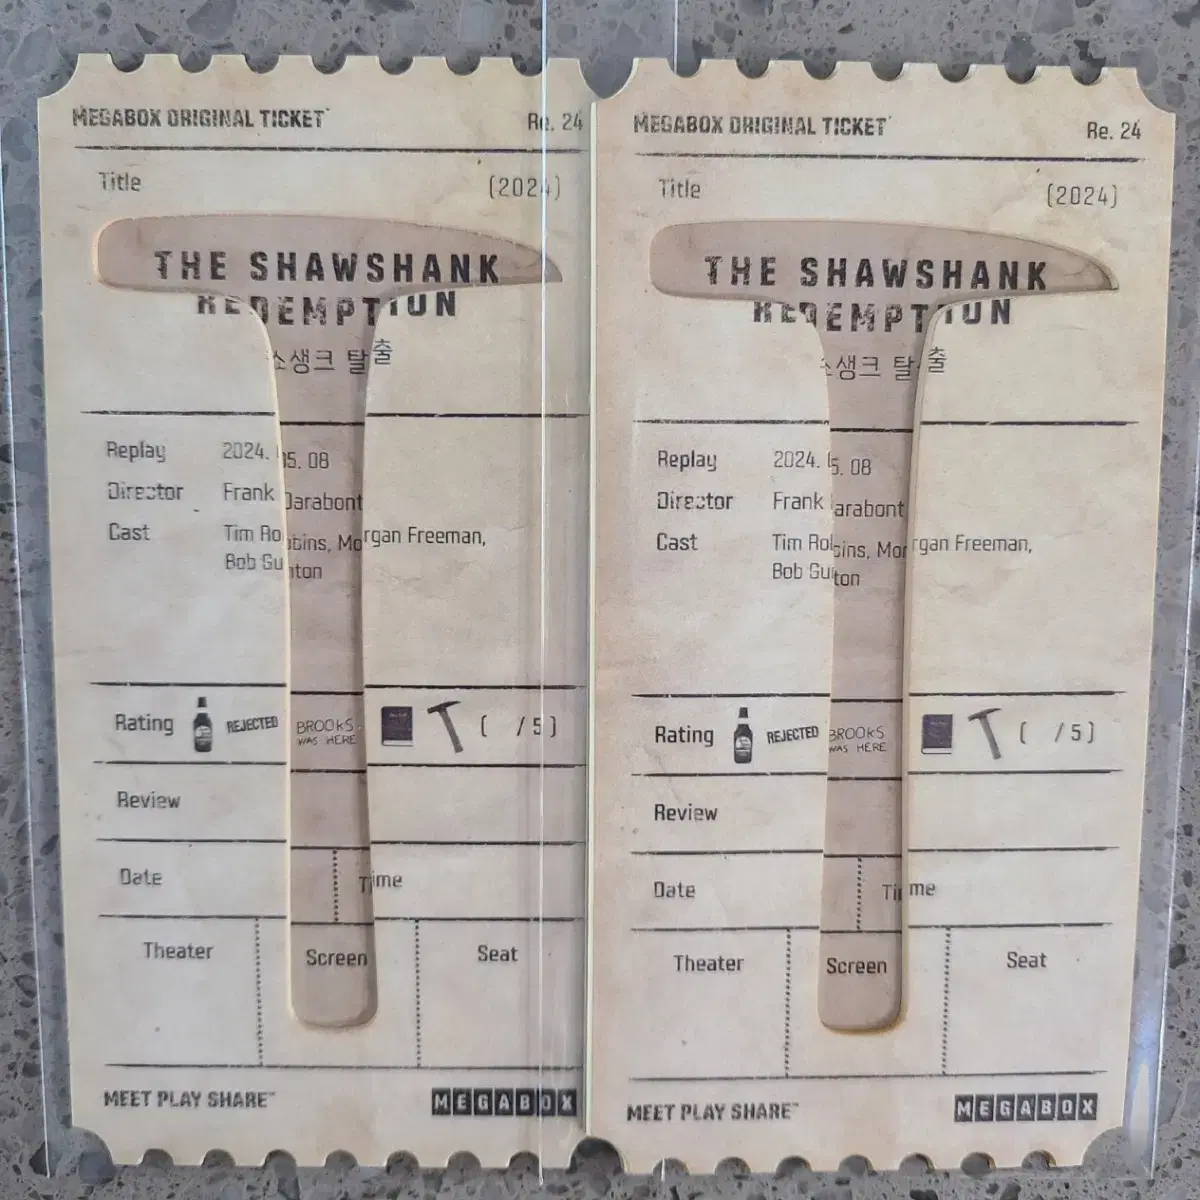 MEGABOX ORIGINAL TICKET Re. 24
Title (2024)
THE SHAWSHANK
REDEMPTION
쇼생크 탈출
Replay 2024. 05. 08
Director Frank Darabont
Cast Tim Robbins, Morgan Freeman,
Bob Gunton
Rating REJECTED BROOKS WAS HERE ( /5)
Review
Date Time
Theater Screen Seat
MEET PLAY SHARE™ MEGABOX
MEGABOX ORIGINAL TICKET Re. 24
Title (2024)
THE SHAWSHANK
REDEMPTION
쇼생크 탈출
Replay 2024. 05. 08
Director Frank Darabont
Cast Tim Robbins, Morgan Freeman,
Bob Gunton
Rating REJECTED BROOKS WAS HERE ( /5)
Review
Date Time
Theater Screen Seat
MEET PLAY SHARE™ MEGABOX